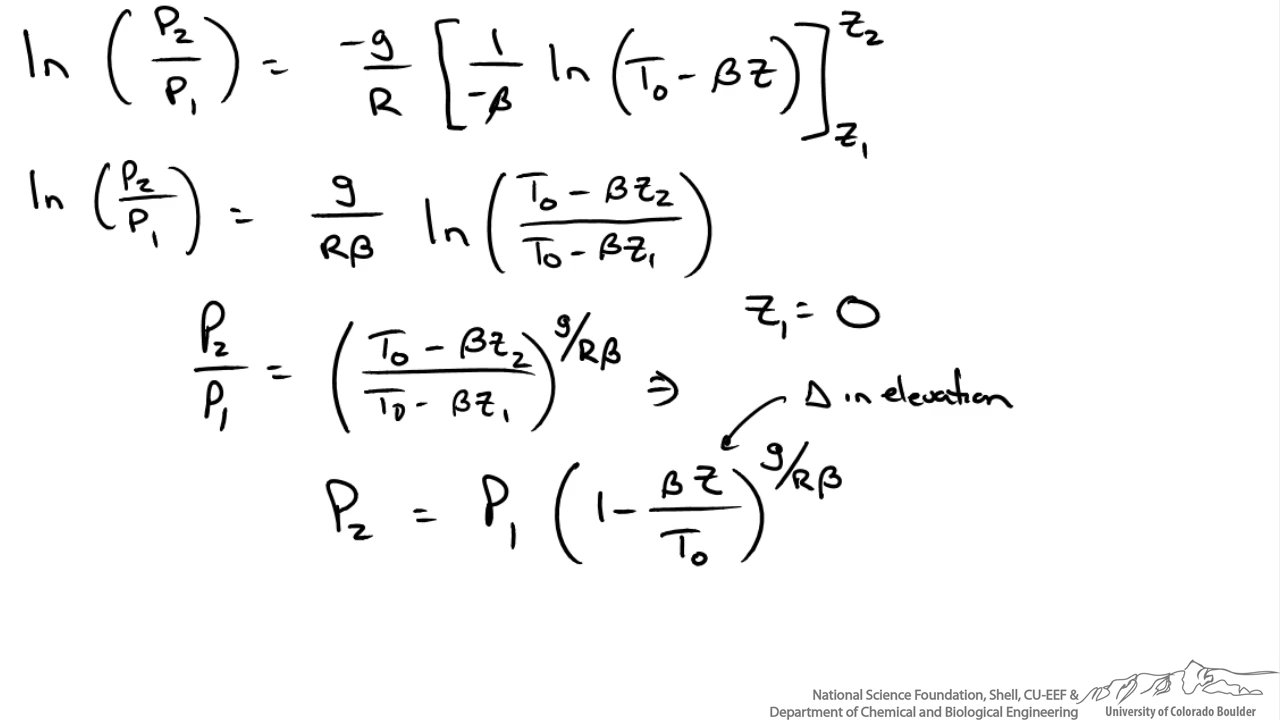 ln (P₂/P₁) = -g/R [1/-β ln (T₀ - βz)]_{z₁}^{z₂}
ln (P₂/P₁) = g/Rβ ln (T₀ - βz₂/T₀ - βz₁)
z₁ = 0
P₂/P₁ = (T₀ - βz₂/T₀ - βz₁)^{g/Rβ} ⇒
Δ in elevation
P₂ = P₁ (1 - βz/T₀)^{g/Rβ}
National Science Foundation, Shell, CU-EEF &
Department of Chemical and Biological Engineering
University of Colorado Boulder